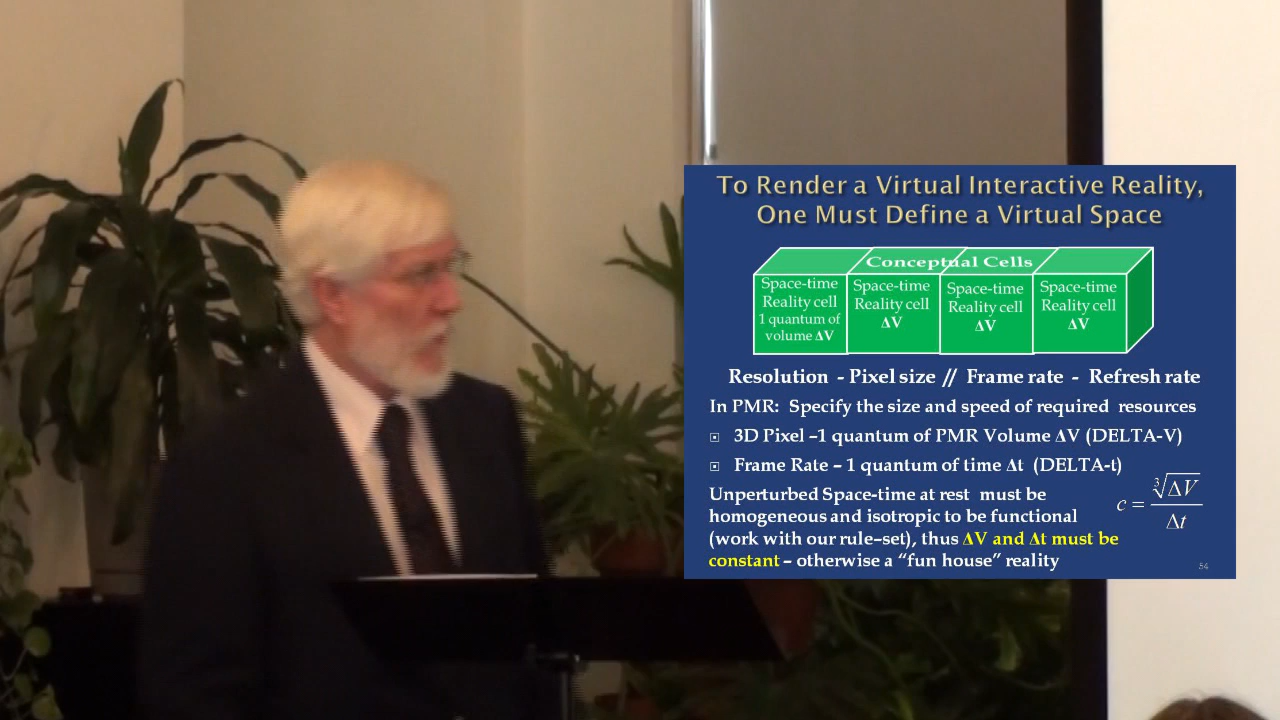 To Render a Virtual Interactive Reality,
One Must Define a Virtual Space
Conceptual Cells
Space-time
Reality cell
1 quantum of
volume ΔV
Space-time
Reality cell
ΔV
Space-time
Reality cell
ΔV
Space-time
Reality cell
ΔV
Resolution - Pixel size // Frame rate - Refresh rate
In PMR: Specify the size and speed of required resources
3D Pixel –1 quantum of PMR Volume ΔV (DELTA-V)
Frame Rate – 1 quantum of time Δt (DELTA-t)
Unperturbed Space-time at rest must be
homogeneous and isotropic to be functional
(work with our rule–set), thus ΔV and Δt must be
constant – otherwise a “fun house” reality
c = ∛ΔV / Δt
54